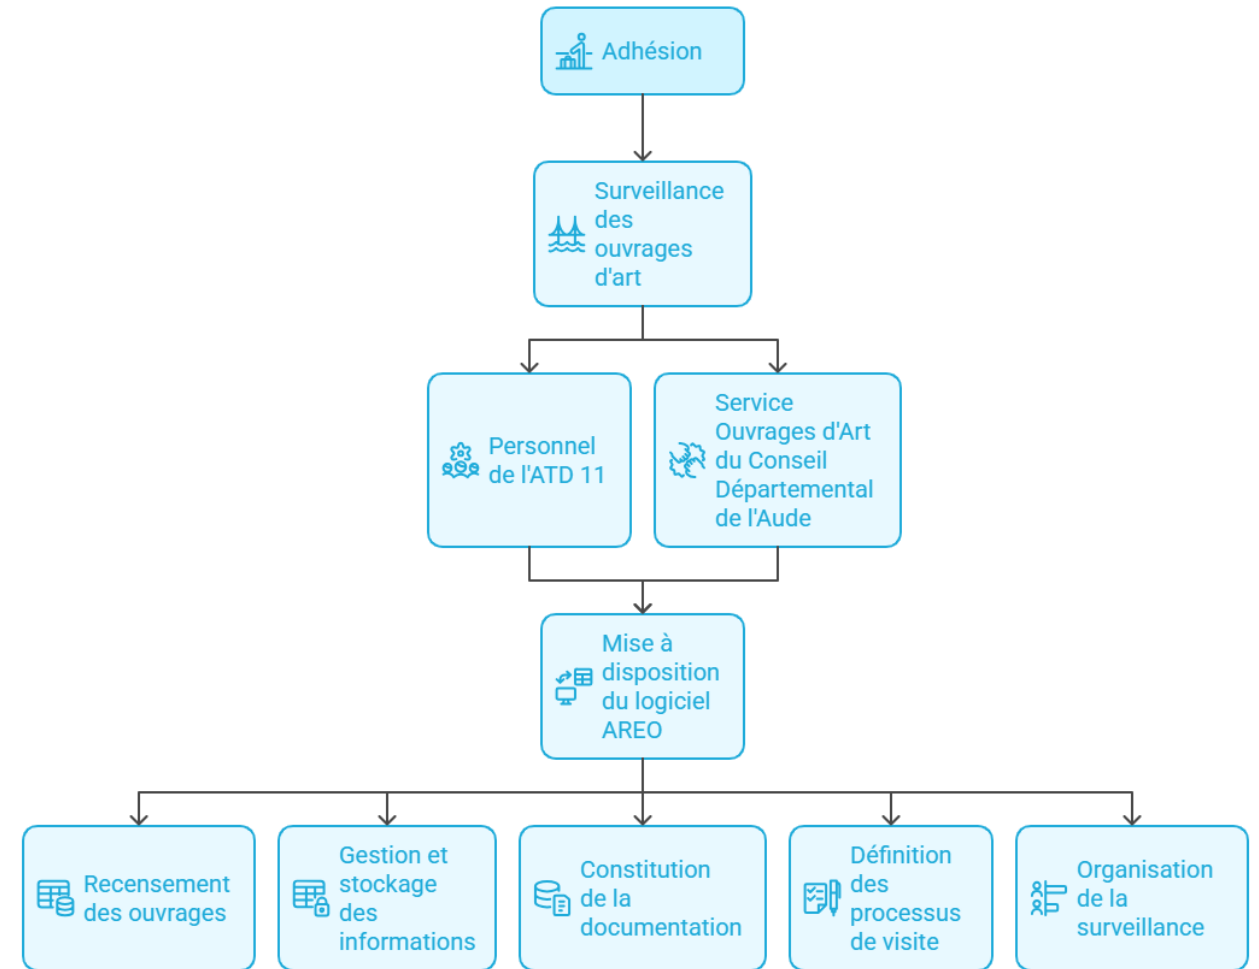 Adhésion
Surveillance
des
ouvrages
d'art
Personnel
de l'ATD 11
Service
Ouvrages d'Art
du Conseil
Départemental
de l'Aude
Mise à
disposition
du logiciel
AREO
Recensement
des ouvrages
Gestion et
stockage
des
informations
Constitution
de la
documentation
Définition
des
processus
de visite
Organisation
de la
surveillance